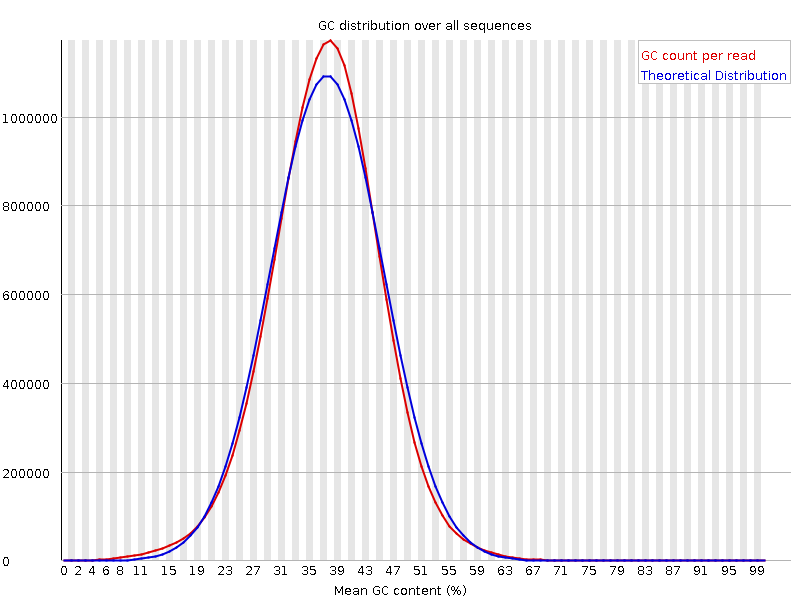 GC distribution over all sequences
GC count per read
Theoretical Distribution
1000000
800000
600000
400000
200000
0
0 2 4 6 8 11 15 19 23 27 31 35 39 43 47 51 55 59 63 67 71 75 79 83 87 91 95 99
Mean GC content (%)